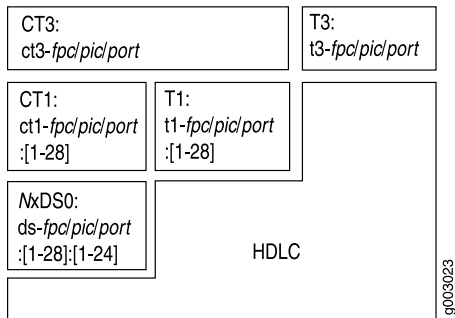 CT3:
ct3-fpc/pic/port
T3:
t3-fpc/pic/port
CT1:
ct1-fpc/pic/port
:[1-28]
T1:
t1-fpc/pic/port
:[1-28]
NxDS0:
ds-fpc/pic/port
:[1-28]:[1-24]
HDLC
g003023